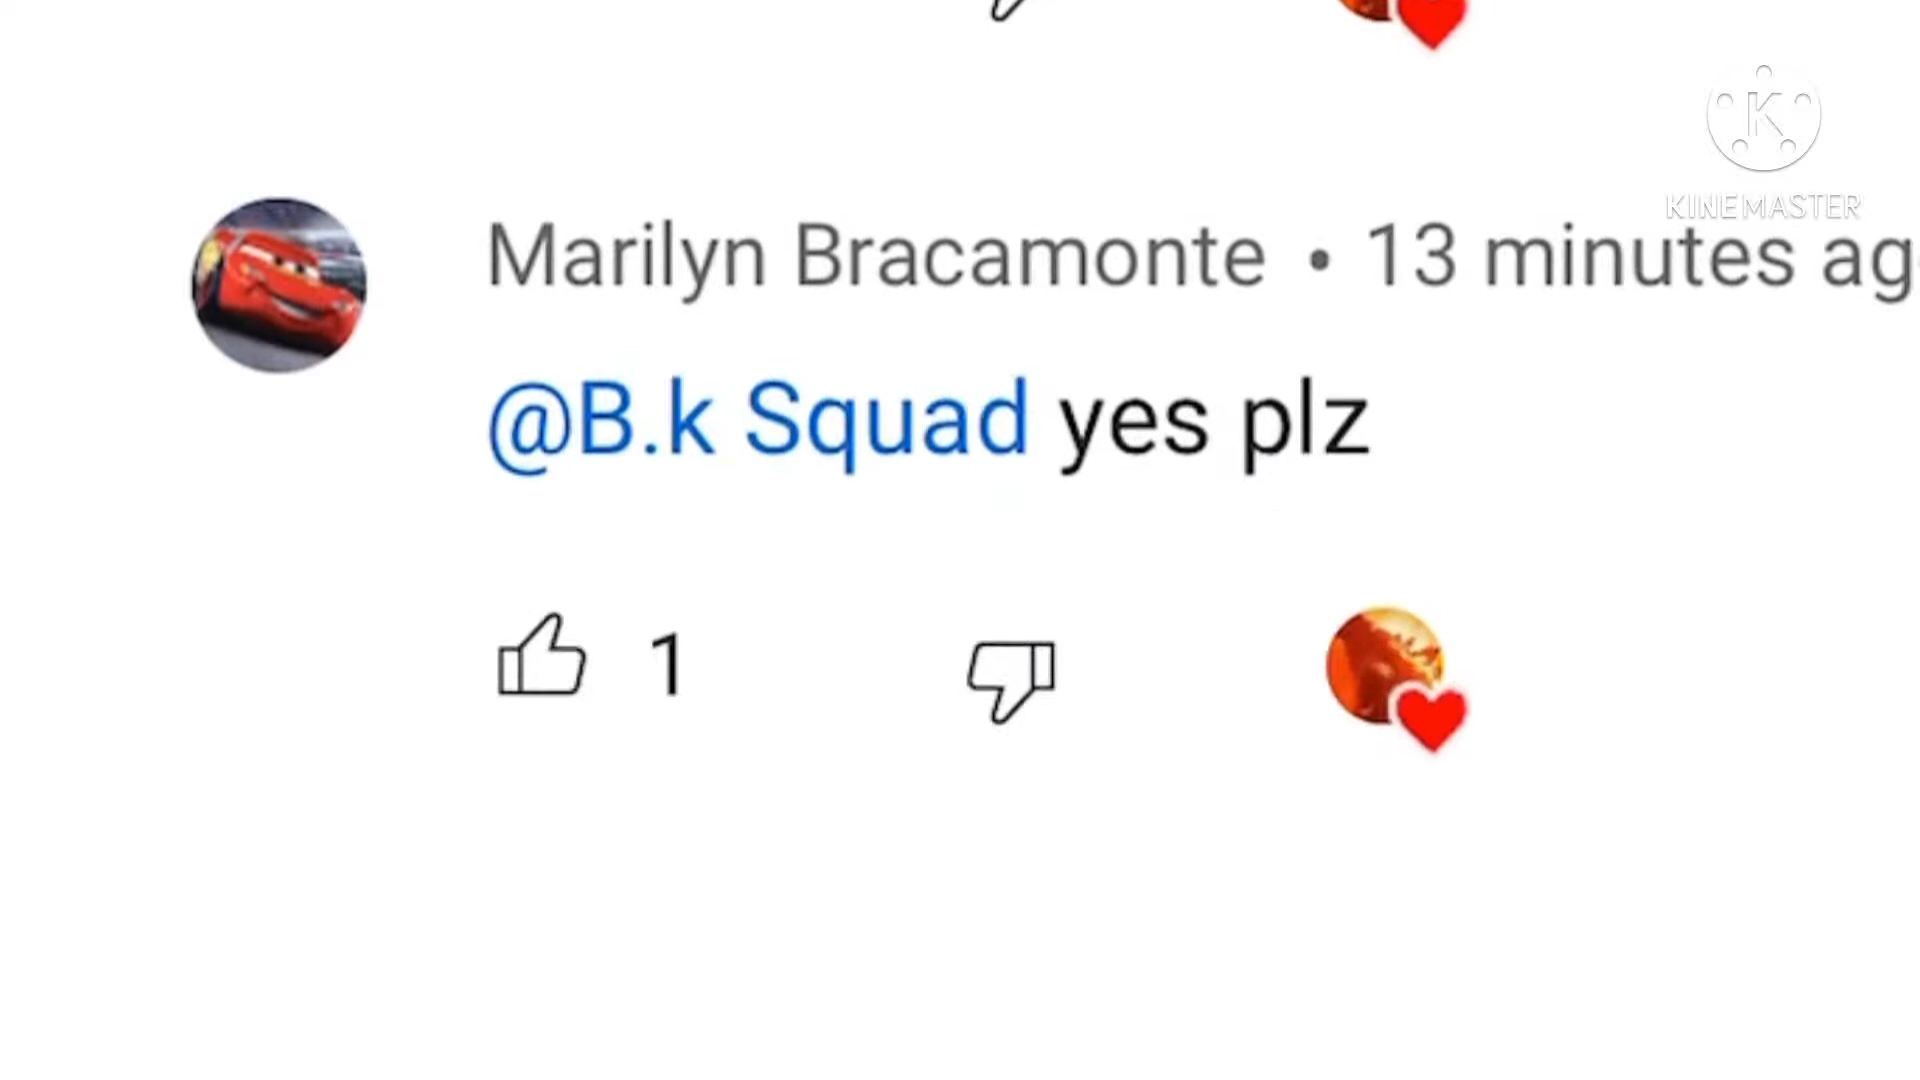 KINEMASTER
Marilyn Bracamonte • 13 minutes ag
@B.k Squad yes plz
1